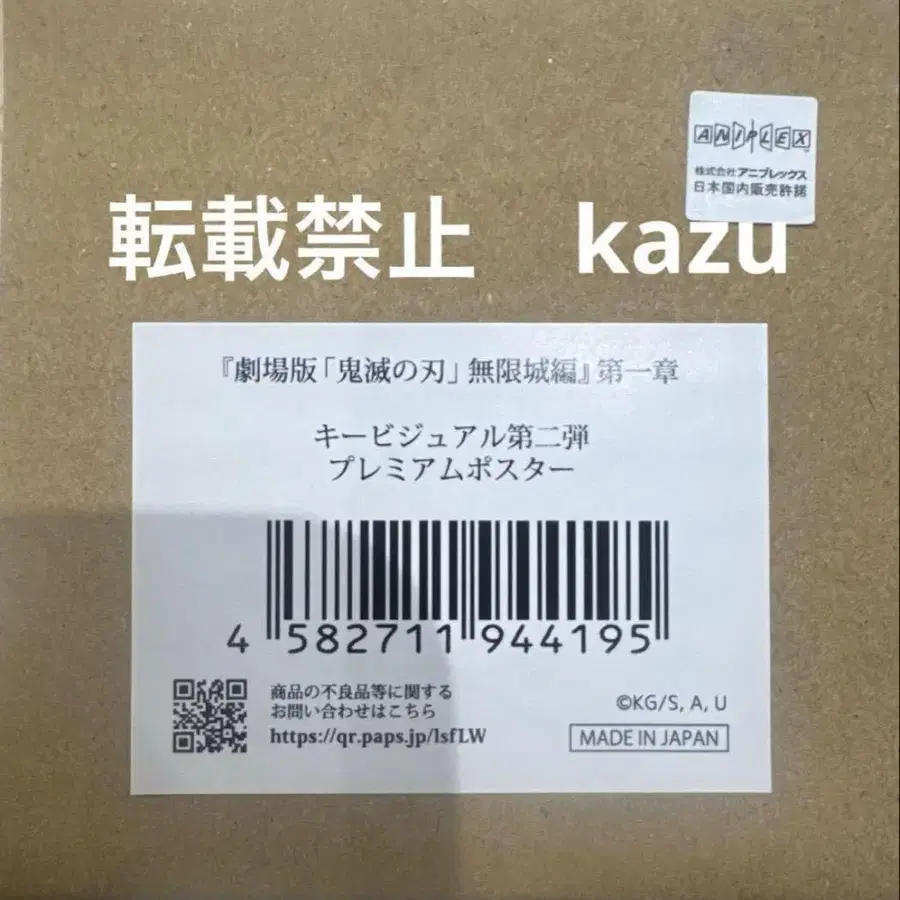 ANIPLEX
株式会社アニプレックス
日本国内販売許諾
転載禁止 kazu
『劇場版「鬼滅の刃」無限城編』第一章
キービジュアル第二弾
プレミアムポスター
4 582711 944195
商品の不良品等に関する
お問い合わせはこちら
https://qr.paps.jp/lsfLW
©KG/S, A, U
MADE IN JAPAN